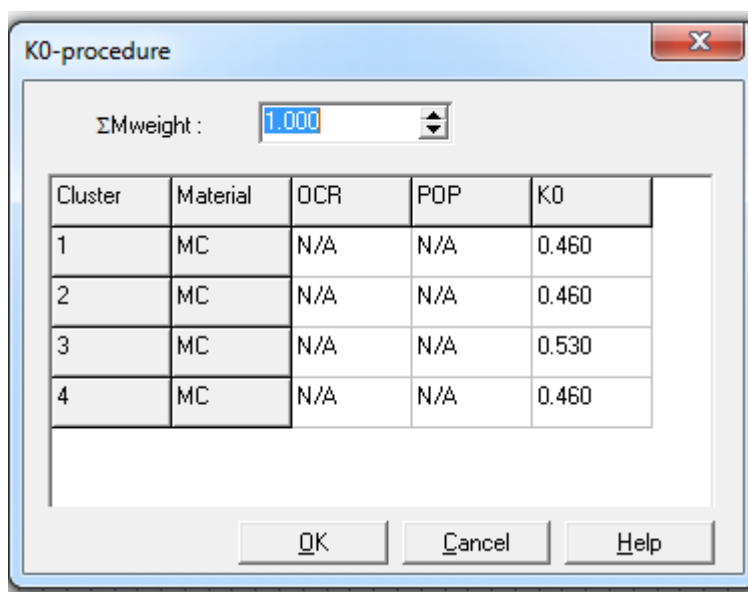 K0-procedure
ΣMweight : 1.000
Cluster Material OCR POP K0
1 MC N/A N/A 0.460
2 MC N/A N/A 0.460
3 MC N/A N/A 0.530
4 MC N/A N/A 0.460
OK Cancel Help